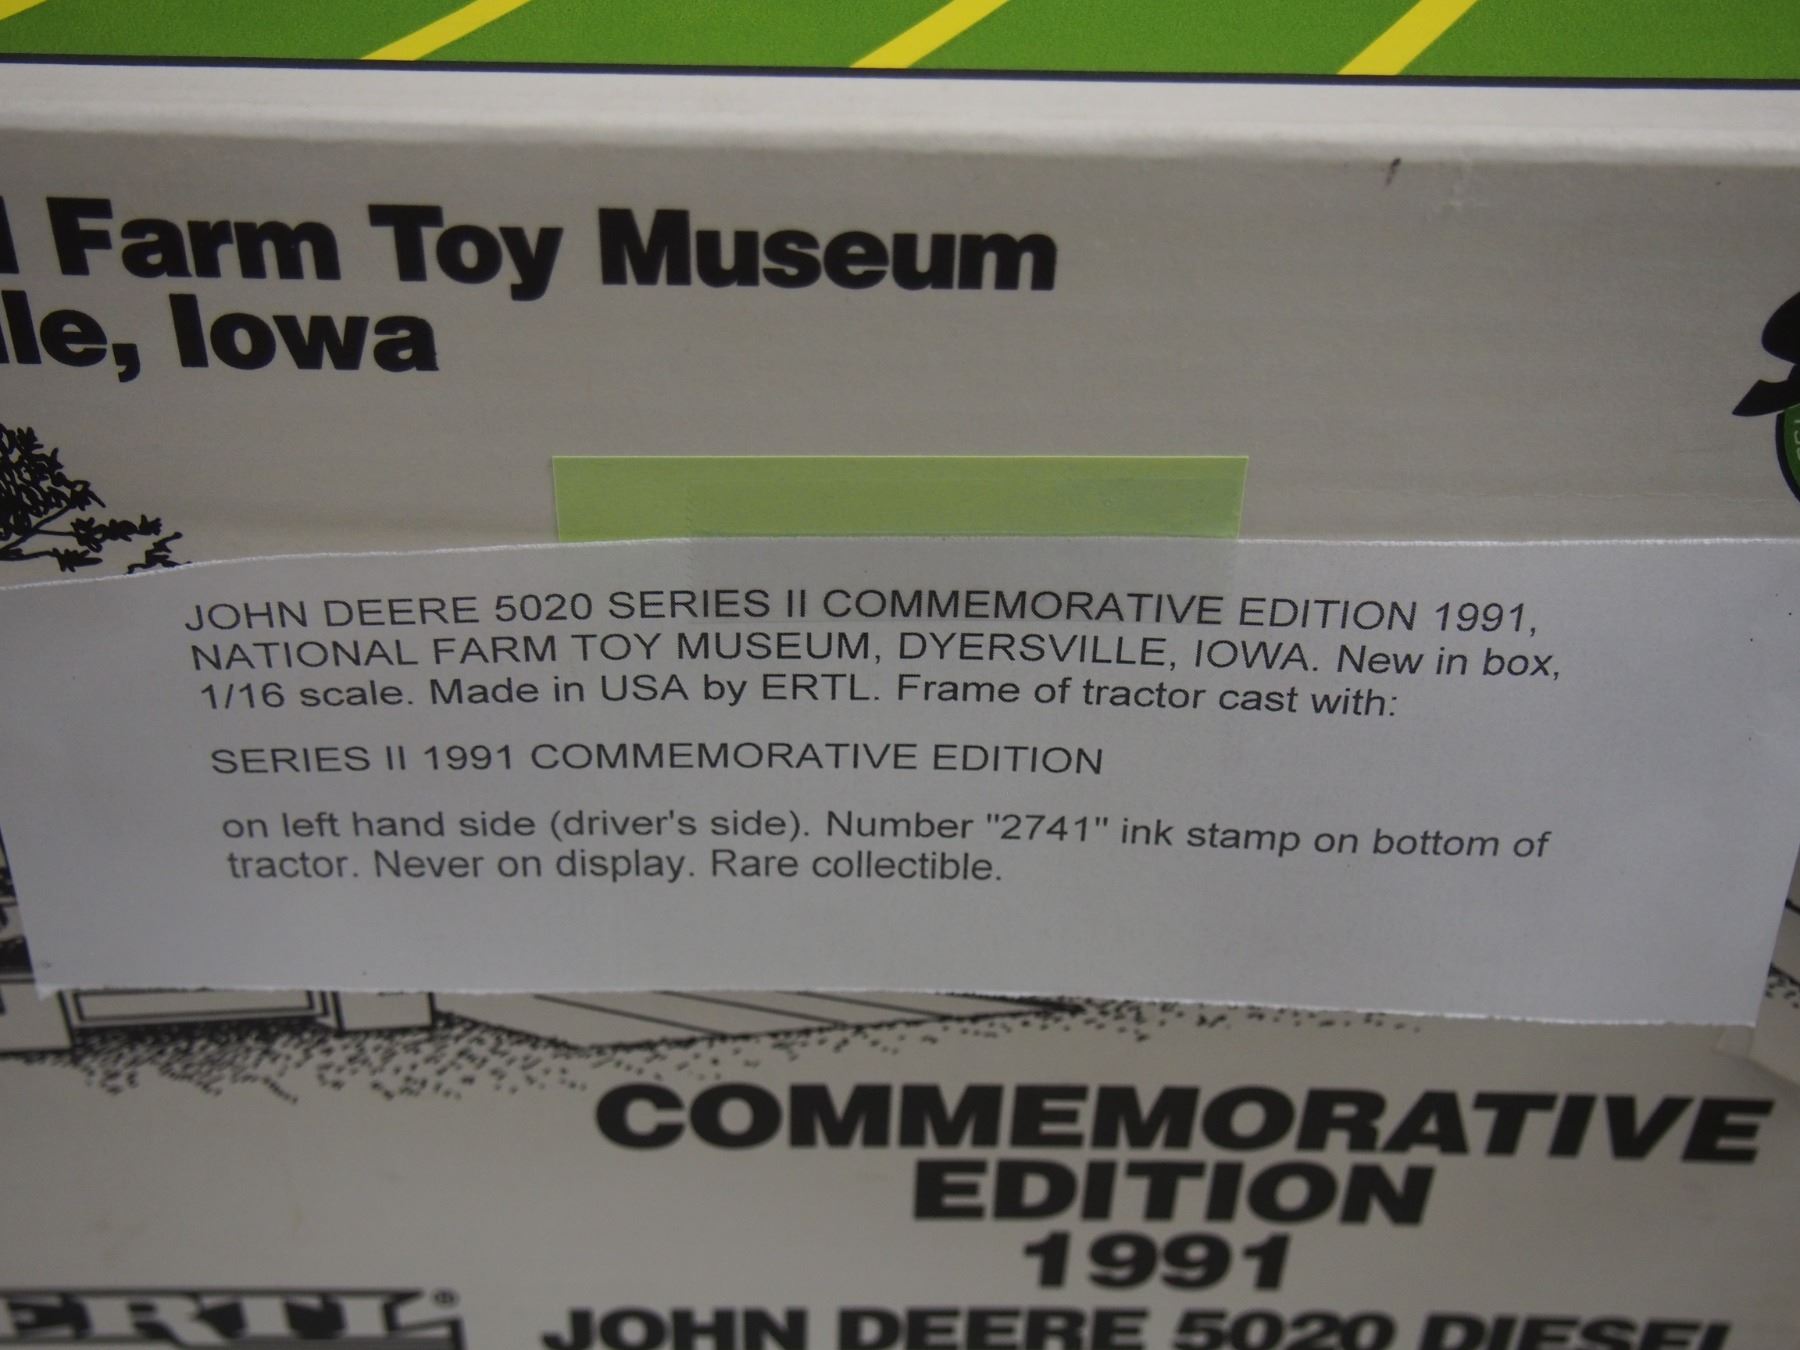 Farm Toy Museum
lle, Iowa
JOHN DEERE 5020 SERIES II COMMEMORATIVE EDITION 1991,
NATIONAL FARM TOY MUSEUM, DYERSVILLE, IOWA. New in box,
1/16 scale. Made in USA by ERTL. Frame of tractor cast with:
SERIES II 1991 COMMEMORATIVE EDITION
on left hand side (driver's side). Number "2741" ink stamp on bottom of
tractor. Never on display. Rare collectible.
COMMEMORATIVE
EDITION
1991
ERTL®
JOHN DEERE 5020 DIESEL